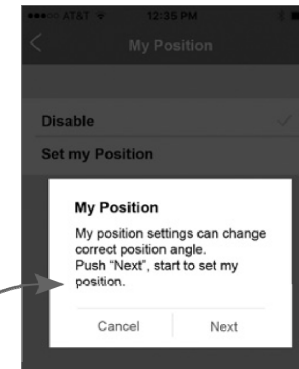 AT&T 12:35 PM
My Position
Disable
Set my Position
My Position
My position settings can change
correct position angle.
Push “Next”, start to set my
position.
Cancel Next